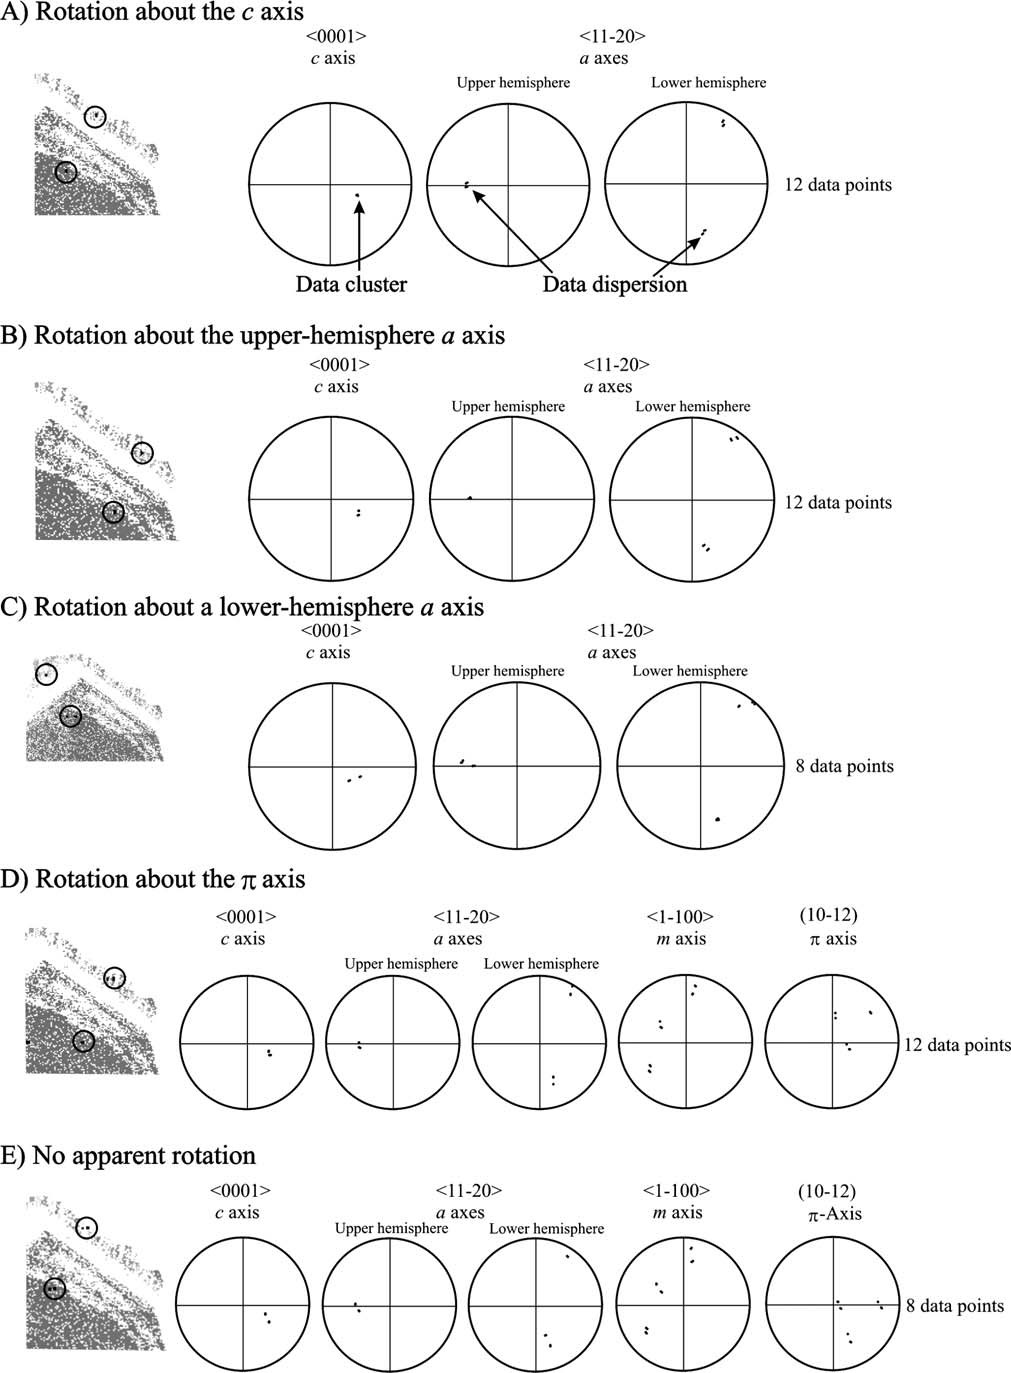 A) Rotation about the c axis
<0001>
c axis
<11-20>
a axes
Upper hemisphere
Lower hemisphere
12 data points
Data cluster
Data dispersion
B) Rotation about the upper-hemisphere a axis
<0001>
c axis
<11-20>
a axes
Upper hemisphere
Lower hemisphere
12 data points
C) Rotation about a lower-hemisphere a axis
<0001>
c axis
<11-20>
a axes
Upper hemisphere
Lower hemisphere
8 data points
D) Rotation about the π axis
<0001>
c axis
<11-20>
a axes
<1-100>
m axis
(10-12)
π axis
Upper hemisphere
Lower hemisphere
12 data points
E) No apparent rotation
<0001>
c axis
<11-20>
a axes
<1-100>
m axis
(10-12)
π-Axis
Upper hemisphere
Lower hemisphere
8 data points